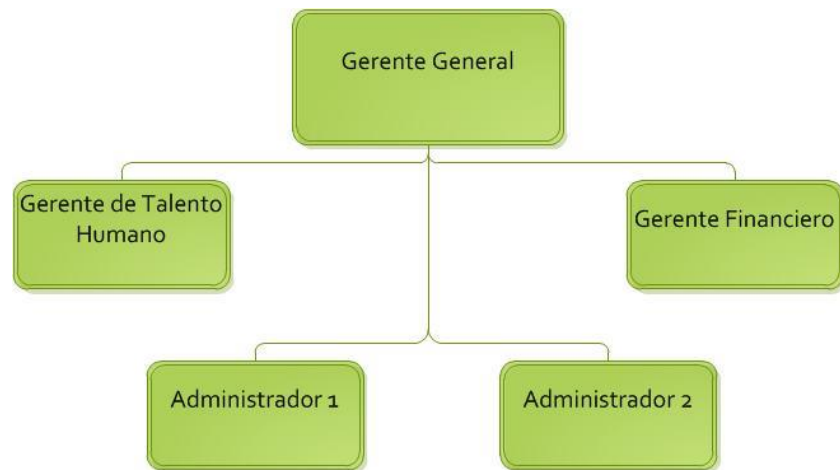 Gerente General
Gerente de Talento
Humano
Gerente Financiero
Administrador 1
Administrador 2